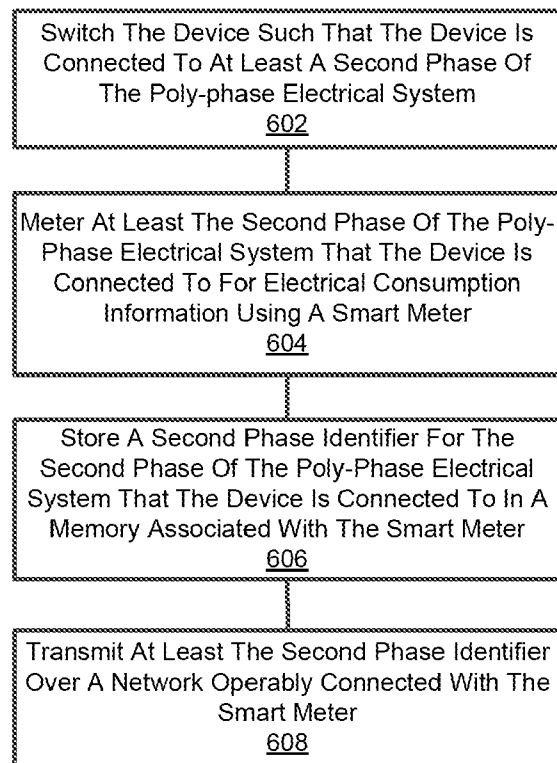 Switch The Device Such That The Device Is
Connected To At Least A Second Phase Of
The Poly-phase Electrical System
602
Meter At Least The Second Phase Of The Poly-
Phase Electrical System That The Device Is
Connected To For Electrical Consumption
Information Using A Smart Meter
604
Store A Second Phase Identifier For The
Second Phase Of The Poly-Phase Electrical
System That The Device Is Connected To In A
Memory Associated With The Smart Meter
606
Transmit At Least The Second Phase Identifier
Over A Network Operably Connected With The
Smart Meter
608